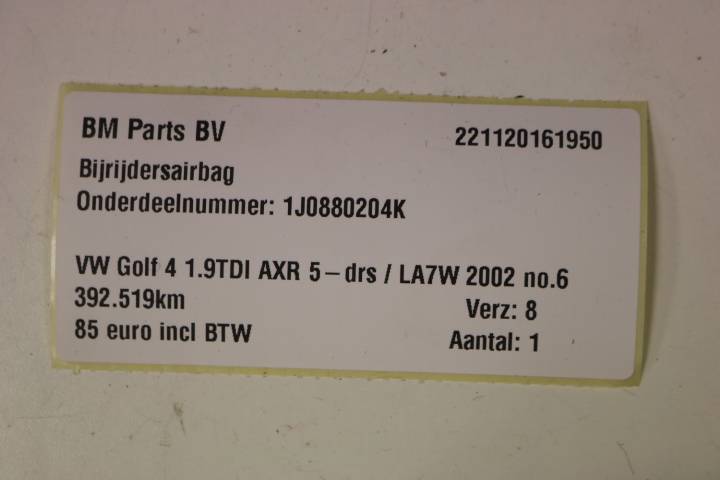 BM Parts BV 221120161950
Bijrijdersairbag
Onderdeelnummer: 1J0880204K
VW Golf 4 1.9TDI AXR 5-drs / LA7W 2002 no.6
392.519km Verz: 8
85 euro incl BTW Aantal: 1